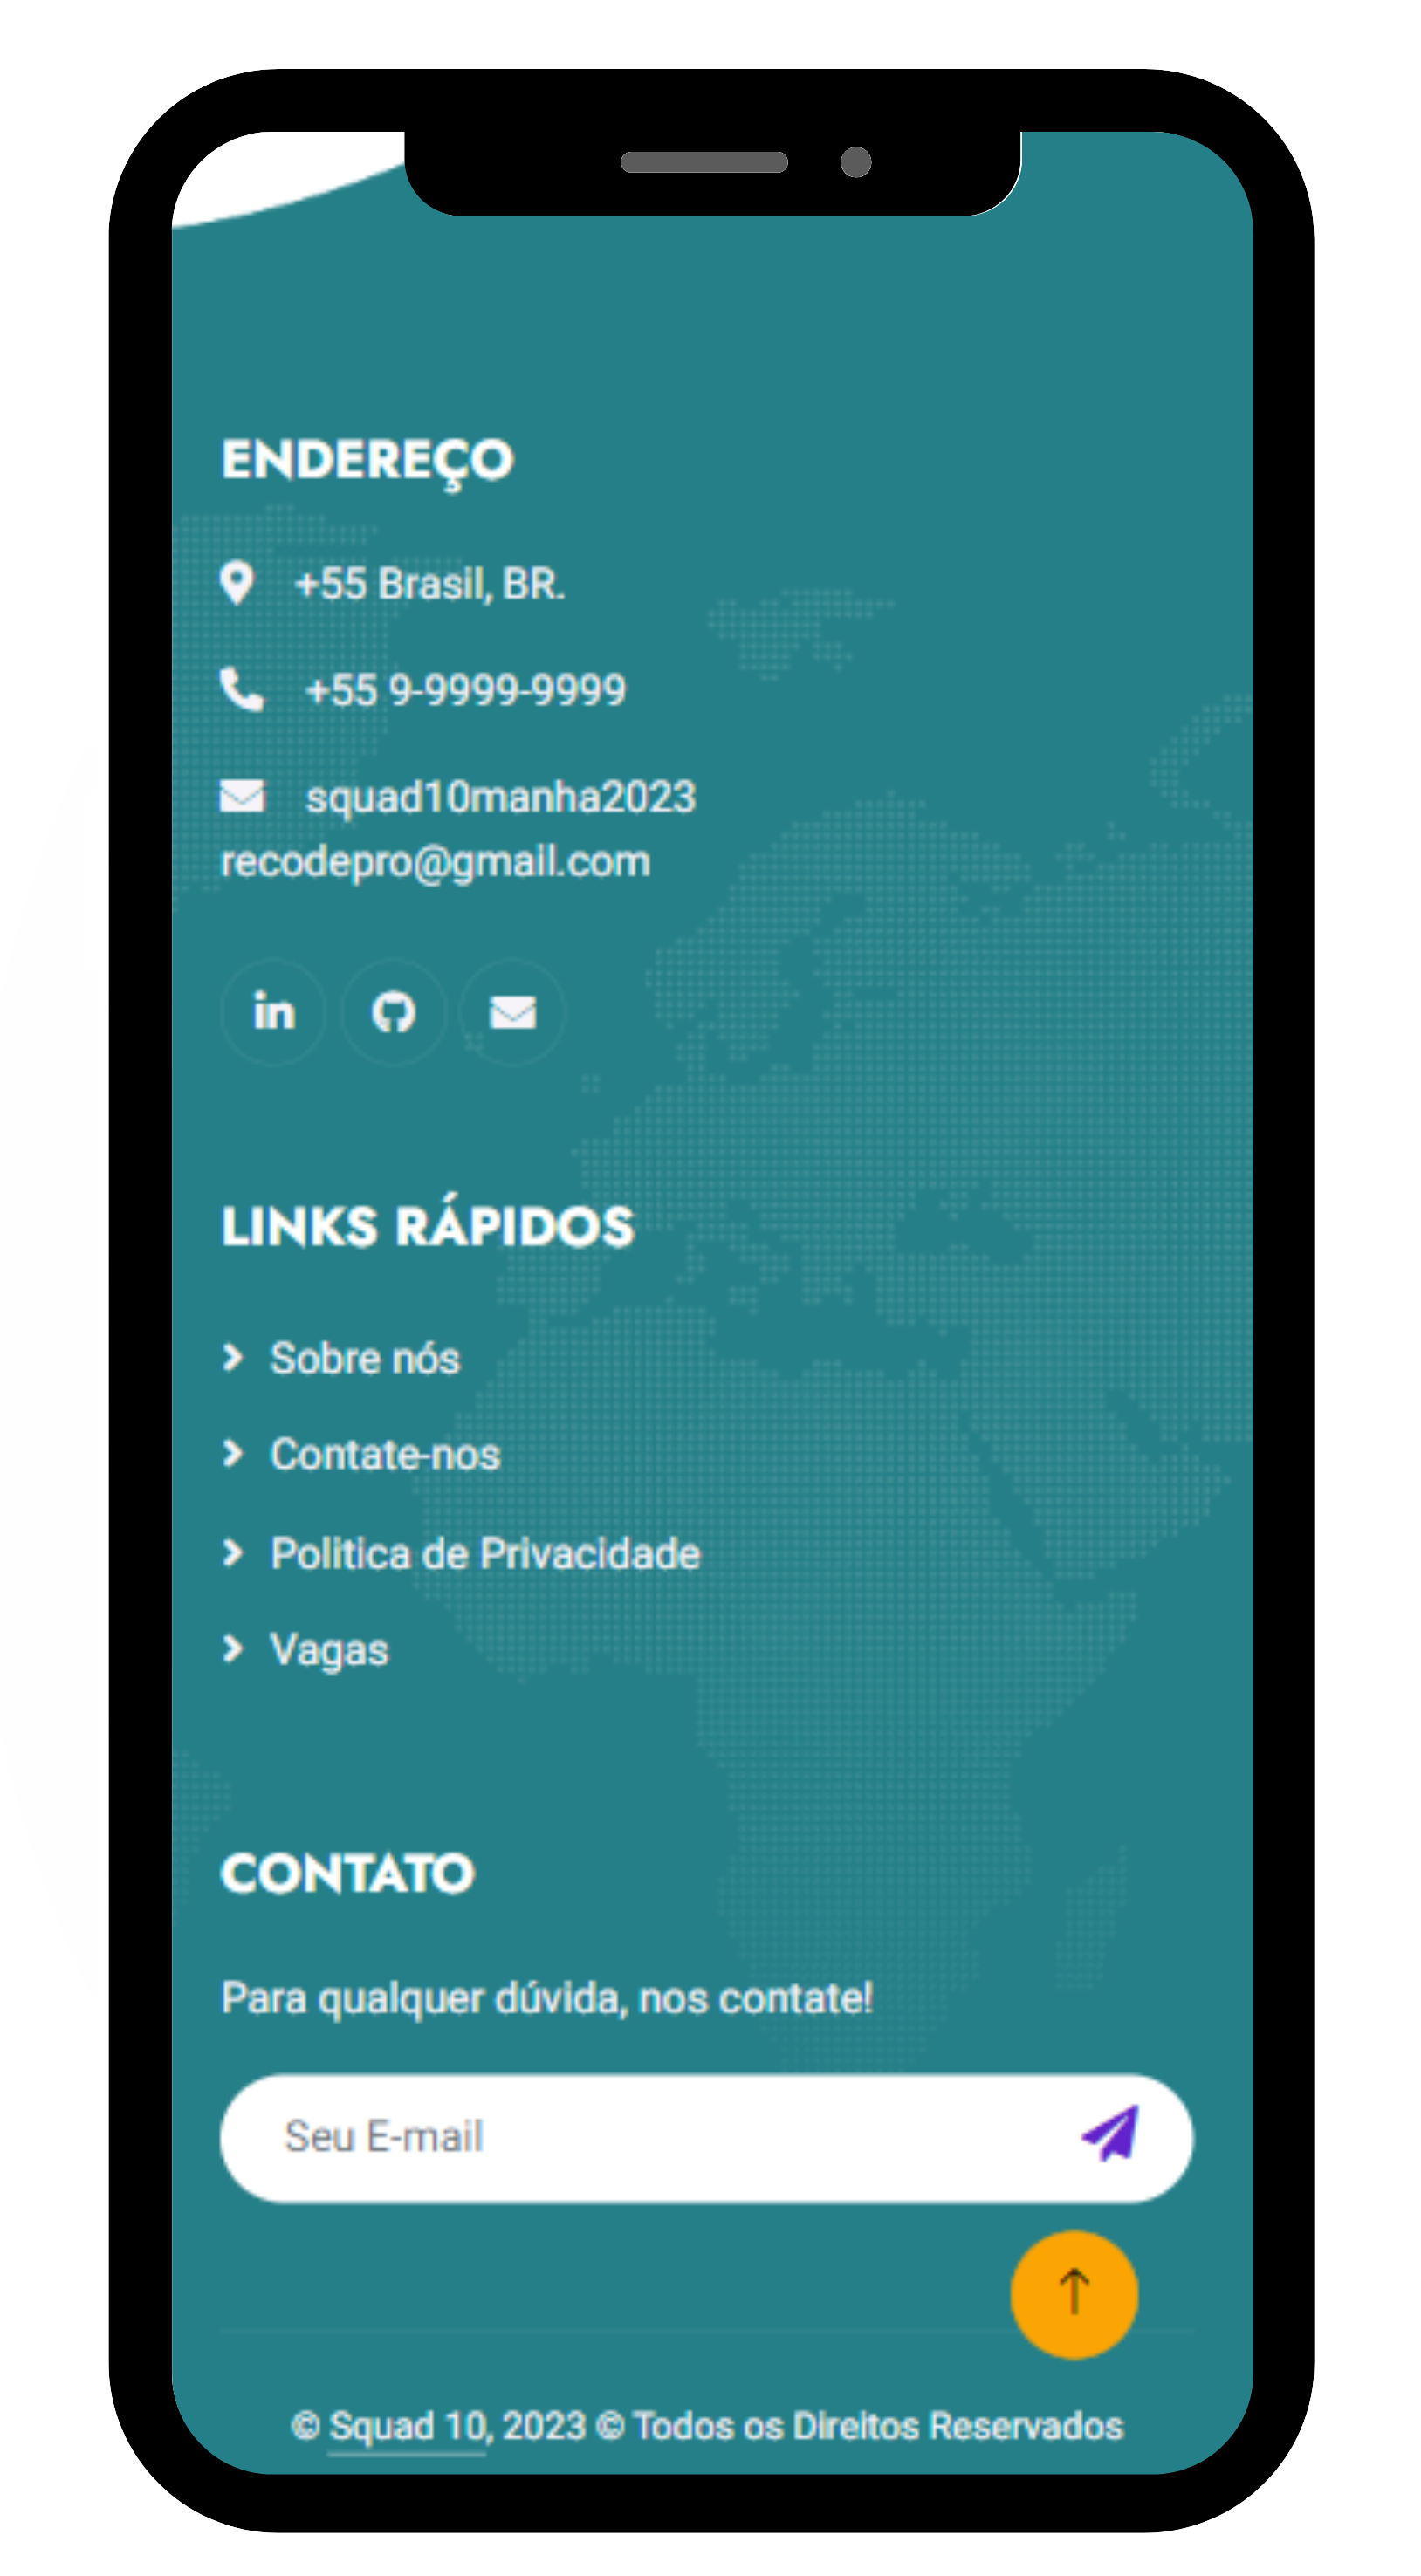 ENDEREÇO
+55 Brasil, BR.
+55 9-9999-9999
squad10manha2023
recodepro@gmail.com
in
LINKS RÁPIDOS
Sobre nós
Contate-nos
Politica de Privacidade
Vagas
CONTATO
Para qualquer dúvida, nos contate!
Seu E-mail
© Squad 10, 2023 © Todos os Direitos Reservados